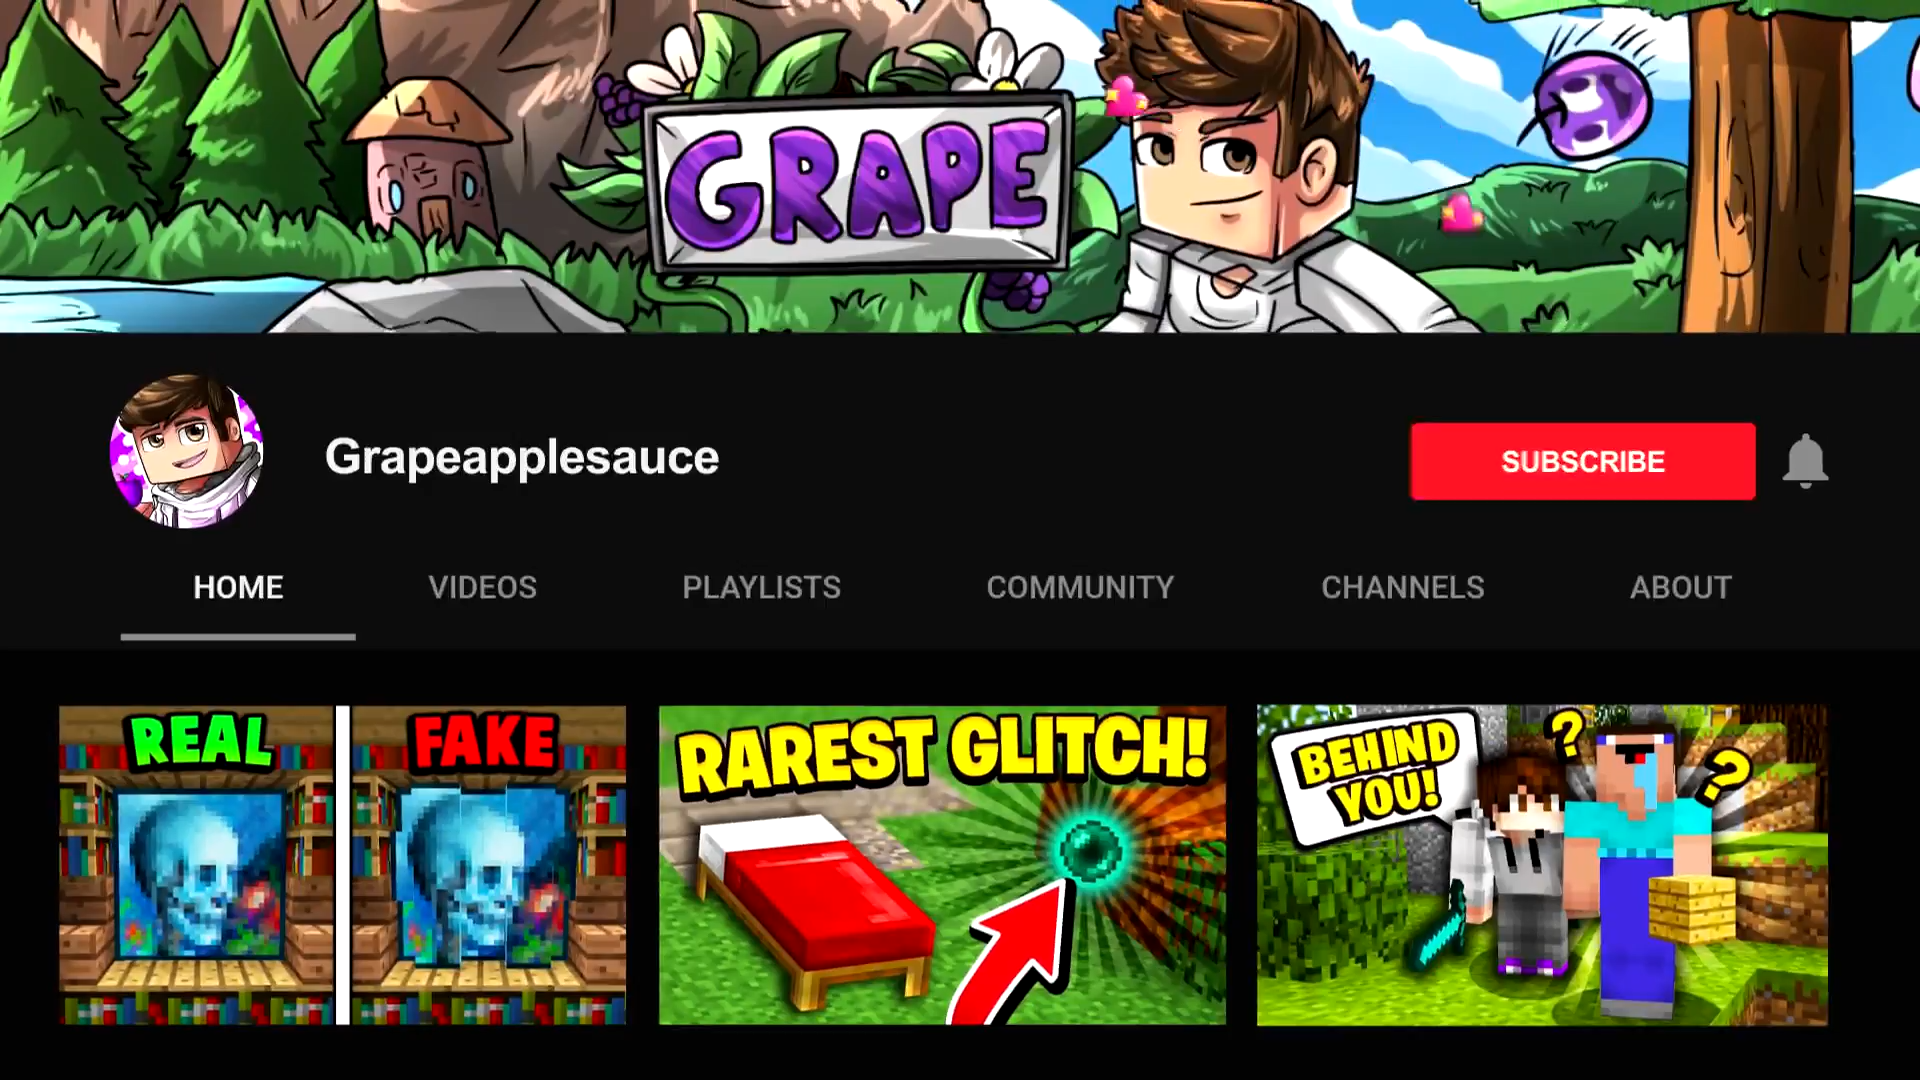 GRAPE
Grapeapplesauce
SUBSCRIBE
HOME
VIDEOS
PLAYLISTS
COMMUNITY
CHANNELS
ABOUT
REAL
FAKE
RAREST GLITCH!
BEHIND
YOU!
?
?